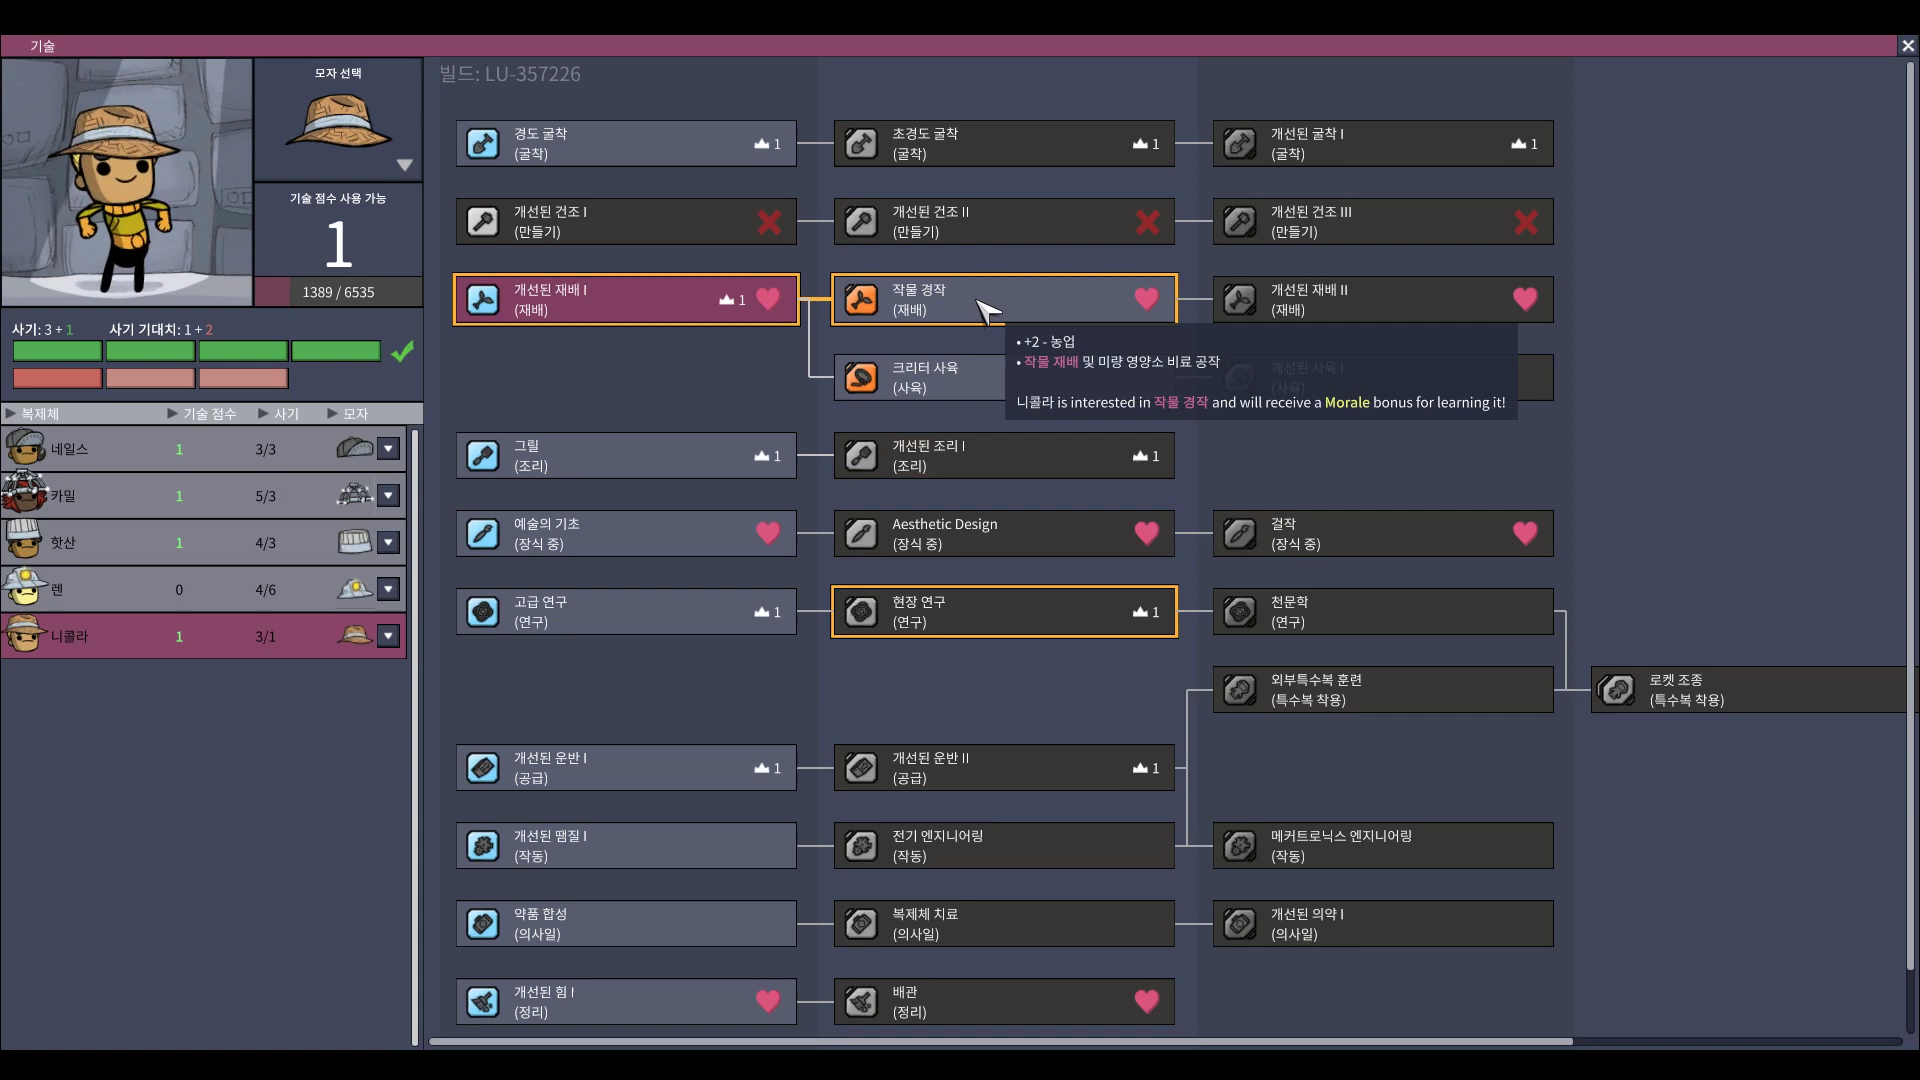 기술
모자 선택
기술 점수 사용 가능
1
1389 / 6535
사기: 3 + 1 사기 기대치: 1 + 2
복제체 기술 점수 사기 모자
네일스 1 3/3
카밀 1 5/3
핫산 1 4/3
렌 0 4/6
니콜라 1 3/1
빌드: LU-357226
경도 굴착
(굴착)
1
초경도 굴착
(굴착)
1
개선된 굴착 I
(굴착)
1
개선된 건조 I
(만들기)
개선된 건조 II
(만들기)
개선된 건조 III
(만들기)
개선된 재배 I
(재배)
1
작물 경작
(재배)
개선된 재배 II
(재배)
• +2 - 농업
• 작물 재배 및 미량 영양소 비료 공작
니콜라 is interested in 작물 경작 and will receive a Morale bonus for learning it!
크리터 사육
(사육)
개선된 사육 I
(사육)
그릴
(조리)
1
개선된 조리 I
(조리)
1
예술의 기초
(장식 중)
Aesthetic Design
(장식 중)
걸작
(장식 중)
고급 연구
(연구)
1
현장 연구
(연구)
1
천문학
(연구)
외부특수복 훈련
(특수복 착용)
로켓 조종
(특수복 착용)
개선된 운반 I
(공급)
1
개선된 운반 II
(공급)
1
개선된 땜질 I
(작동)
전기 엔지니어링
(작동)
메커트로닉스 엔지니어링
(작동)
약품 합성
(의사일)
복제체 치료
(의사일)
개선된 의약 I
(의사일)
개선된 힘 I
(정리)
배관
(정리)